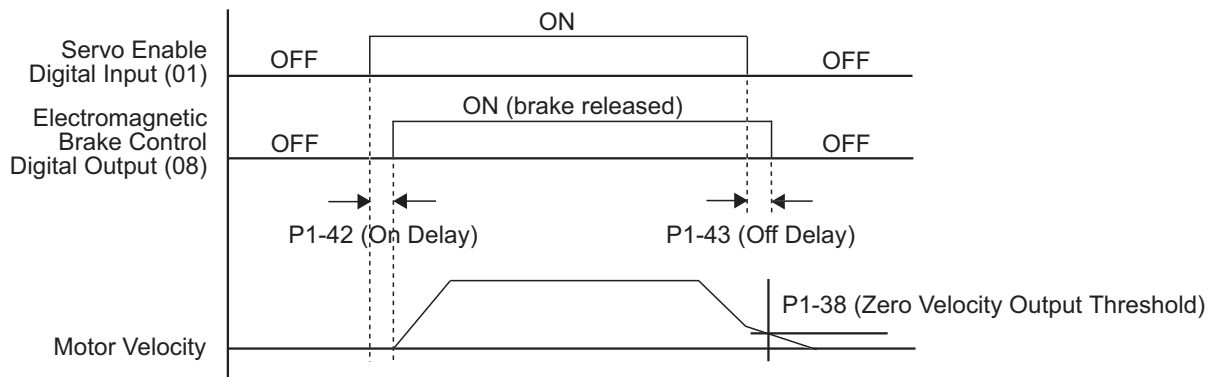 ON
Servo Enable
Digital Input (01)
OFF
OFF
Electromagnetic
Brake Control
Digital Output (08)
ON (brake released)
OFF
OFF
P1-42 (On Delay)
P1-43 (Off Delay)
P1-38 (Zero Velocity Output Threshold)
Motor Velocity